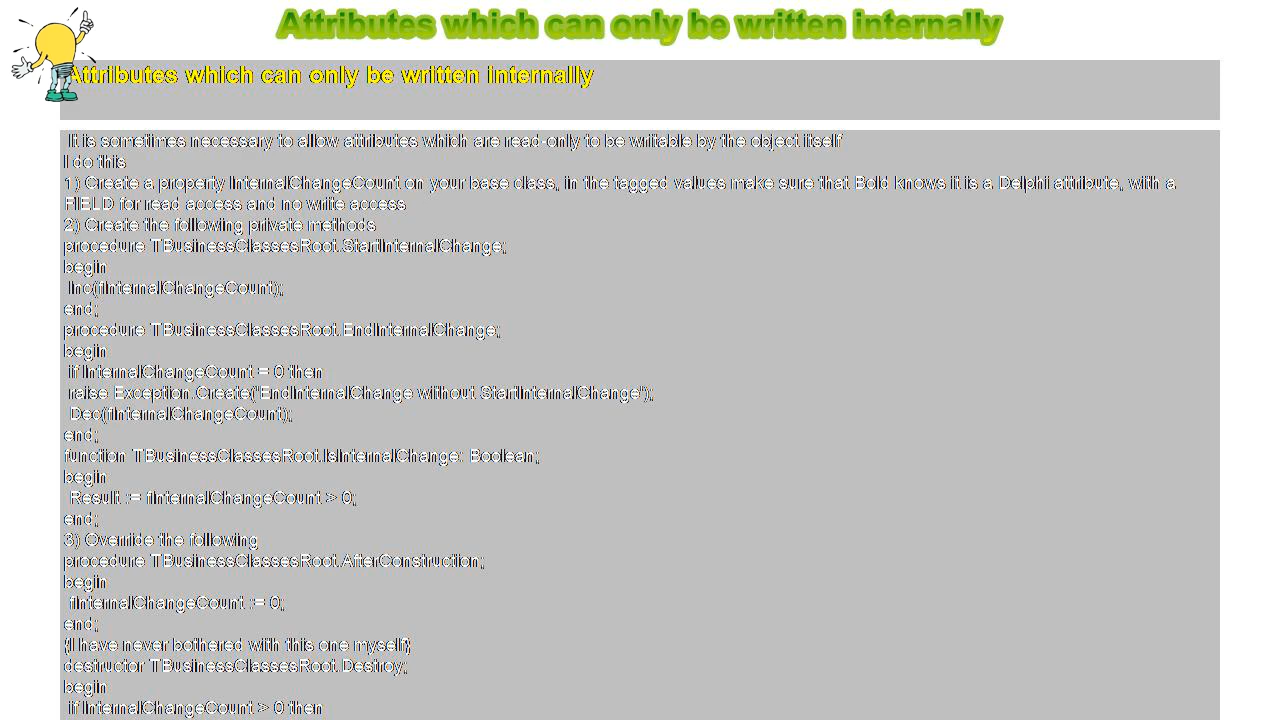 Attributes which can only be written internally
Attributes which can only be written internally
It is sometimes necessary to allow attributes which are read-only to be writable by the object itself
I do this
1) Create a property InternalChangeCount on your base class, in the tagged values make sure that Bold knows it is a Delphi attribute, with a
FIELD for read access and no write access
2) Create the following private methods
procedure TBusinessClassesRoot.StartInternalChange;
begin
Inc(fInternalChangeCount);
end;
procedure TBusinessClassesRoot.EndInternalChange;
begin
if InternalChangeCount = 0 then
raise Exception.Create('EndInternalChange without StartInternalChange');
Dec(fInternalChangeCount);
end;
function TBusinessClassesRoot.IsInternalChange: Boolean;
begin
Result := fInternalChangeCount > 0;
end;
3) Override the following
procedure TBusinessClassesRoot.AfterConstruction;
begin
fInternalChangeCount := 0;
end;
{I have never bothered with this one myself}
destructor TBusinessClassesRoot.Destroy;
begin
if InternalChangeCount > 0 then